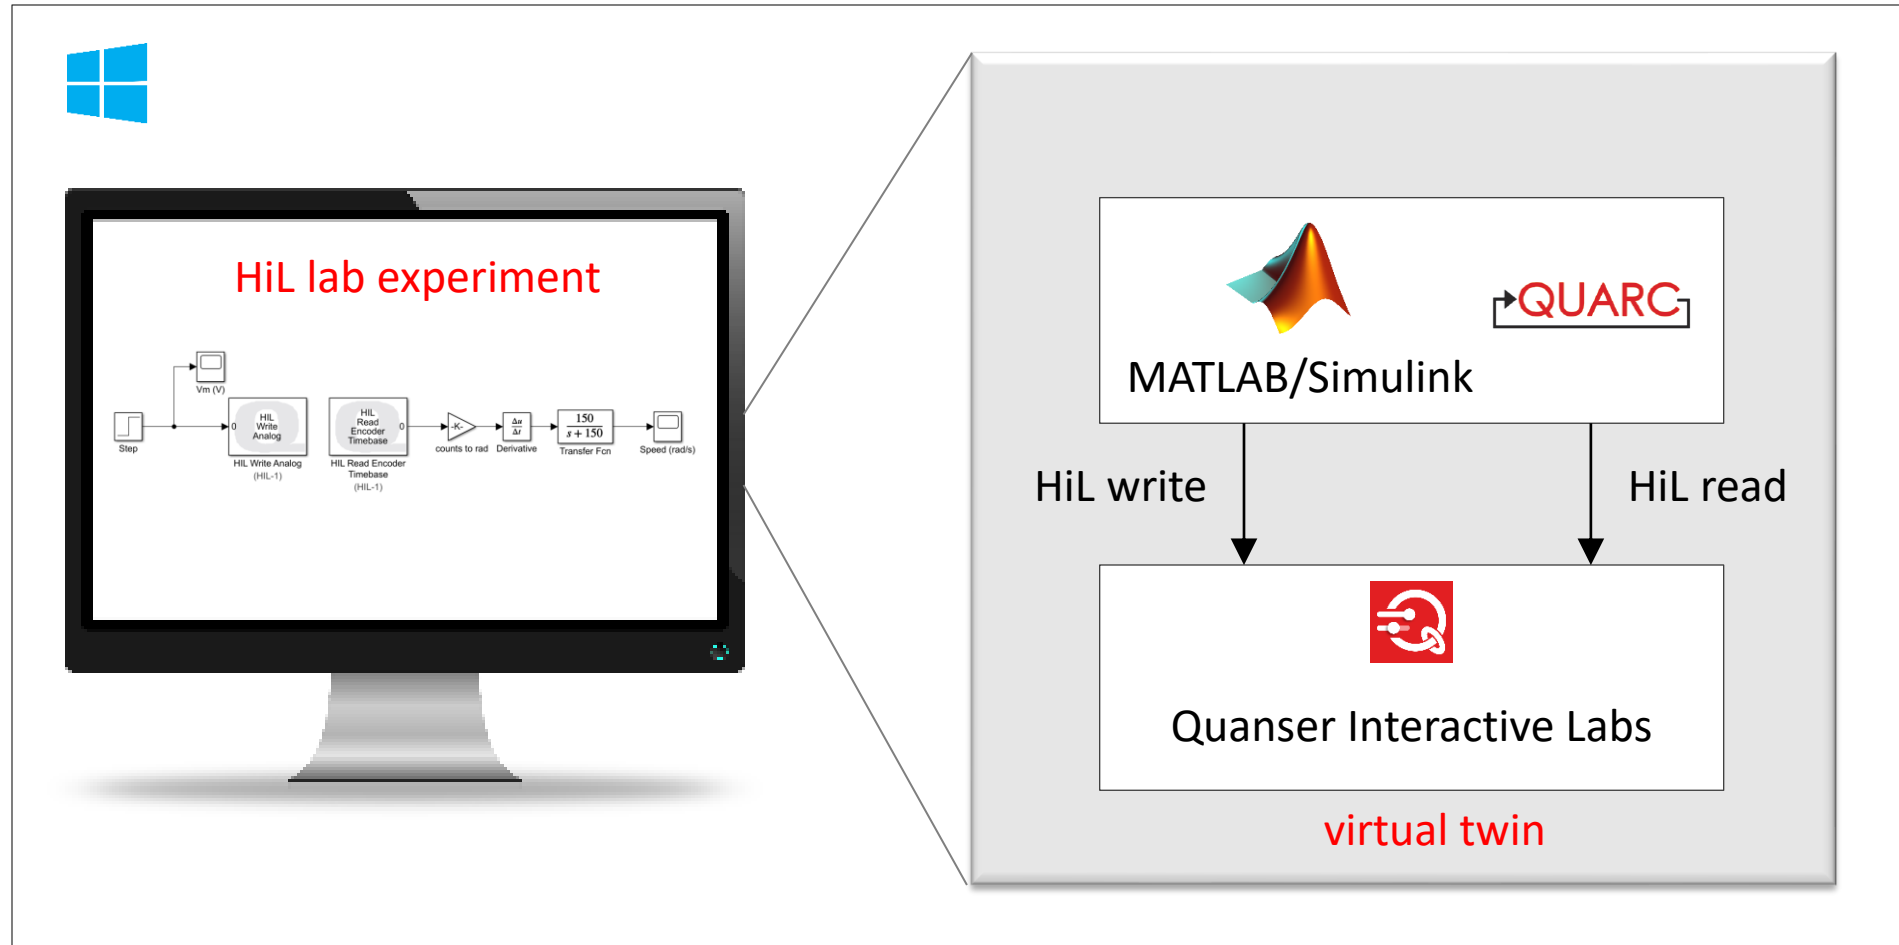 HiL lab experiment
Vm (V)
Step
0
HIL
Write
Analog
HIL Write Analog
(HIL-1)
HIL
Read
Encoder
Timebase
0
HIL Read Encoder
Timebase
(HIL-1)
-K-
counts to rad
Δu
Δt
Derivative
150
s + 150
Transfer Fcn
Speed (rad/s)
QUARC
MATLAB/Simulink
HiL write
HiL read
Quanser Interactive Labs
virtual twin